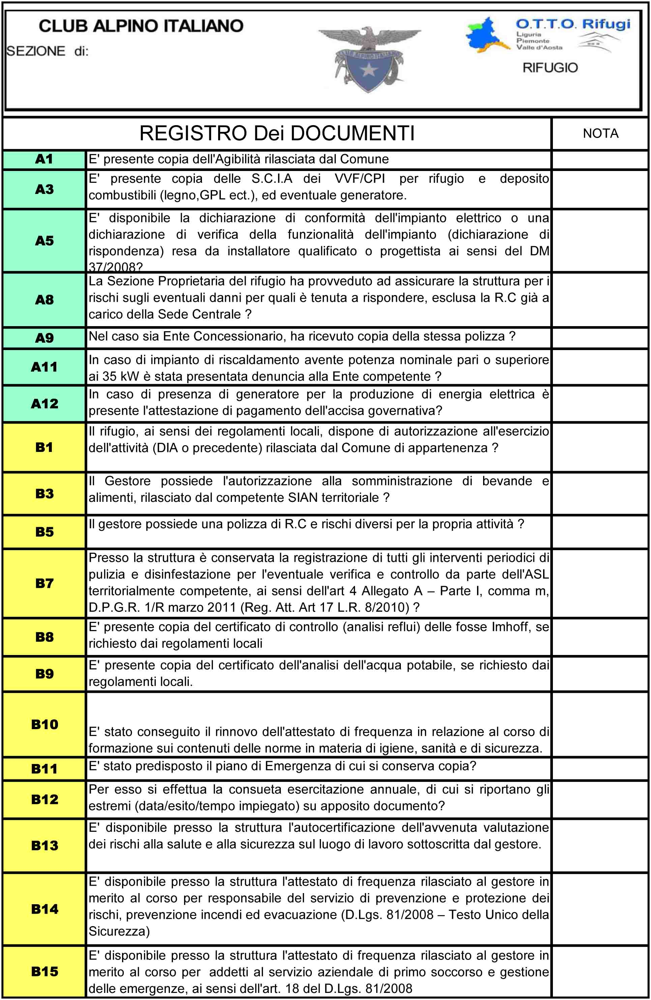 CLUB ALPINO ITALIANO
SEZIONE di:
CLUB ALPINO ITALIANO
O.T.T.O. Rifugi
Liguria
Piemonte
Valle d'Aosta
RIFUGIO
REGISTRO Dei DOCUMENTI
NOTA
A1
E' presente copia dell'Agibilità rilasciata dal Comune
A3
E' presente copia delle S.C.I.A dei VVF/CPI per rifugio e deposito
combustibili (legno,GPL ect.), ed eventuale generatore.
A5
E' disponibile la dichiarazione di conformità dell'impianto elettrico o una
dichiarazione di verifica della funzionalità dell'impianto (dichiarazione di
rispondenza) resa da installatore qualificato o progettista ai sensi del DM
37/2008?
A8
La Sezione Proprietaria del rifugio ha provveduto ad assicurare la struttura per i
rischi sugli eventuali danni per quali è tenuta a rispondere, esclusa la R.C già a
carico della Sede Centrale ?
A9
Nel caso sia Ente Concessionario, ha ricevuto copia della stessa polizza ?
A11
In caso di impianto di riscaldamento avente potenza nominale pari o superiore
ai 35 kW è stata presentata denuncia alla Ente competente ?
A12
In caso di presenza di generatore per la produzione di energia elettrica è
presente l'attestazione di pagamento dell'accisa governativa?
B1
Il rifugio, ai sensi dei regolamenti locali, dispone di autorizzazione all'esercizio
dell'attività (DIA o precedente) rilasciata dal Comune di appartenenza ?
B3
Il Gestore possiede l'autorizzazione alla somministrazione di bevande e
alimenti, rilasciato dal competente SIAN territoriale ?
B5
Il gestore possiede una polizza di R.C e rischi diversi per la propria attività ?
B7
Presso la struttura è conservata la registrazione di tutti gli interventi periodici di
pulizia e disinfestazione per l'eventuale verifica e controllo da parte dell'ASL
territorialmente competente, ai sensi dell'art 4 Allegato A – Parte I, comma m,
D.P.G.R. 1/R marzo 2011 (Reg. Att. Art 17 L.R. 8/2010) ?
B8
E' presente copia del certificato di controllo (analisi reflui) delle fosse Imhoff, se
richiesto dai regolamenti locali
B9
E' presente copia del certificato dell'analisi dell'acqua potabile, se richiesto dai
regolamenti locali.
B10
E' stato conseguito il rinnovo dell'attestato di frequenza in relazione al corso di
formazione sui contenuti delle norme in materia di igiene, sanità e di sicurezza.
B11
E' stato predisposto il piano di Emergenza di cui si conserva copia?
B12
Per esso si effettua la consueta esercitazione annuale, di cui si riportano gli
estremi (data/esito/tempo impiegato) su apposito documento?
B13
E' disponibile presso la struttura l'autocertificazione dell'avvenuta valutazione
dei rischi alla salute e alla sicurezza sul luogo di lavoro sottoscritta dal gestore.
B14
E' disponibile presso la struttura l'attestato di frequenza rilasciato al gestore in
merito al corso per responsabile del servizio di prevenzione e protezione dei
rischi, prevenzione incendi ed evacuazione (D.Lgs. 81/2008 – Testo Unico della
Sicurezza)
B15
E' disponibile presso la struttura l'attestato di frequenza rilasciato al gestore in
merito al corso per addetti al servizio aziendale di primo soccorso e gestione
delle emergenze, ai sensi dell'art. 18 del D.Lgs. 81/2008